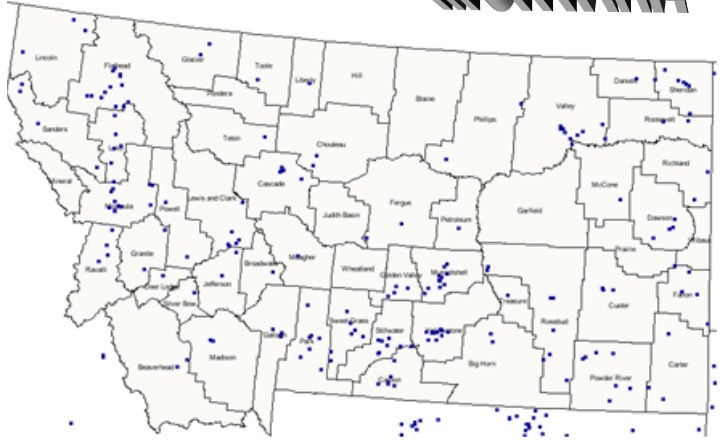 Lincoln
Flathead
Glacier
Toole
Liberty
Hill
Blaine
Phillips
Valley
Daniels
Sheridan
Roosevelt
Pondera
Teton
Chouteau
Sanders
Lake
Mineral
Missoula
Powell
Lewis and Clark
Cascade
Judith Basin
Fergus
Petroleum
Garfield
McCone
Richland
Dawson
Prairie
Wibaux
Ravalli
Granite
Deer Lodge
Silver Bow
Jefferson
Broadwater
Meagher
Wheatland
Golden Valley
Musselshell
Treasure
Rosebud
Custer
Fallon
Beaverhead
Madison
Gallatin
Park
Sweet Grass
Stillwater
Yellowstone
Carbon
Big Horn
Powder River
Carter